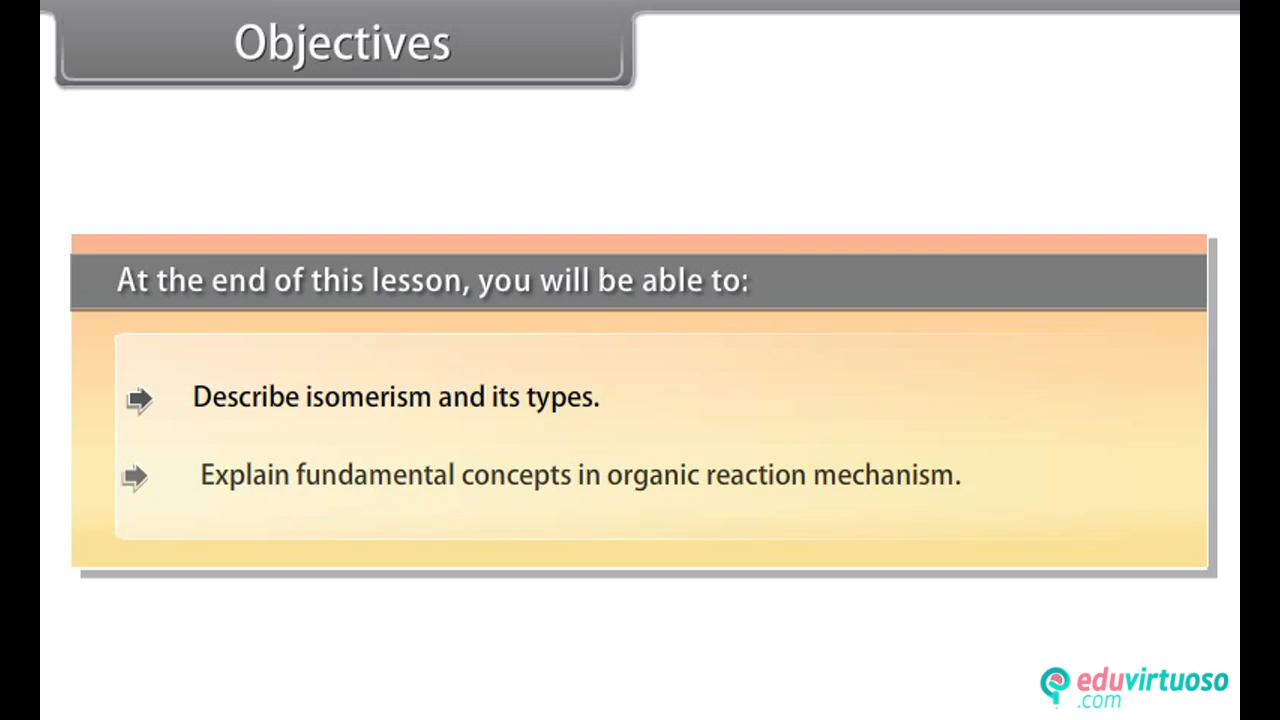 Objectives
At the end of this lesson, you will be able to:
Describe isomerism and its types.
Explain fundamental concepts in organic reaction mechanism.
eduvirtuoso
.com